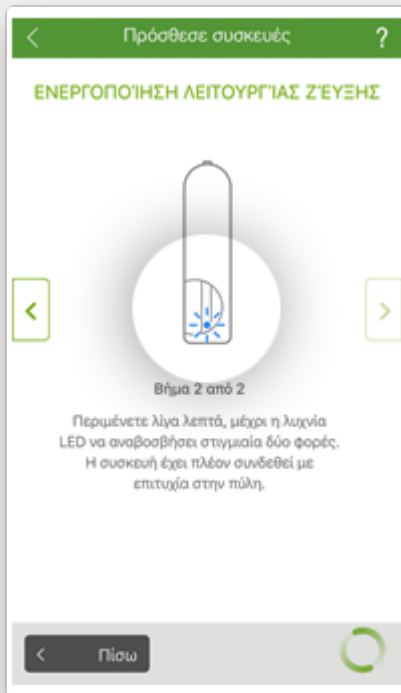 Πρόσθεσε συσκευές ?
ΕΝΕΡΓΟΠΟΊΗΣΗ ΛΕΙΤΟΥΡΓΊΑΣ ΖΈΥΞΗΣ
Βήμα 2 από 2
Περιμένετε λίγα λεπτά, μέχρι η λυχνία
LED να αναβοσβήσει στιγμιαία δύο φορές.
Η συσκευή έχει πλέον συνδεθεί με
επιτυχία στην πύλη.
Πίσω